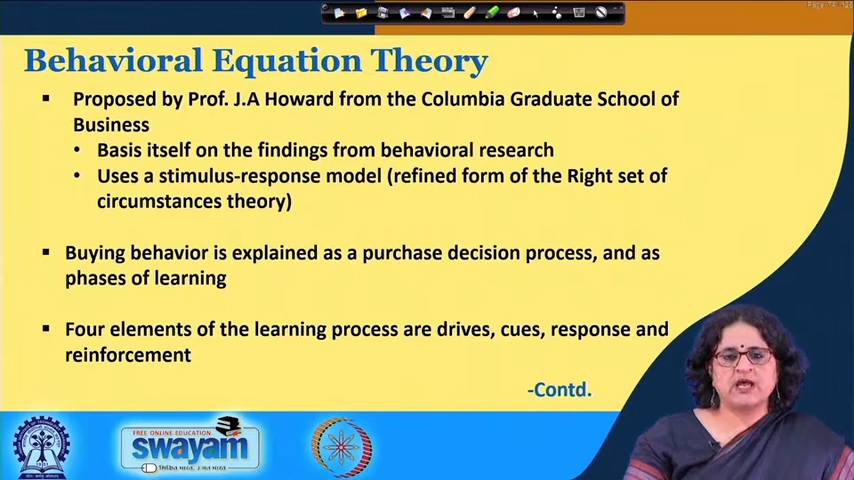 Behavioral Equation Theory
▪ Proposed by Prof. J.A Howard from the Columbia Graduate School of
Business
• Basis itself on the findings from behavioral research
• Uses a stimulus-response model (refined form of the Right set of
circumstances theory)
▪ Buying behavior is explained as a purchase decision process, and as
phases of learning
▪ Four elements of the learning process are drives, cues, response and
reinforcement
-Contd.
FREE ONLINE EDUCATION
swayam